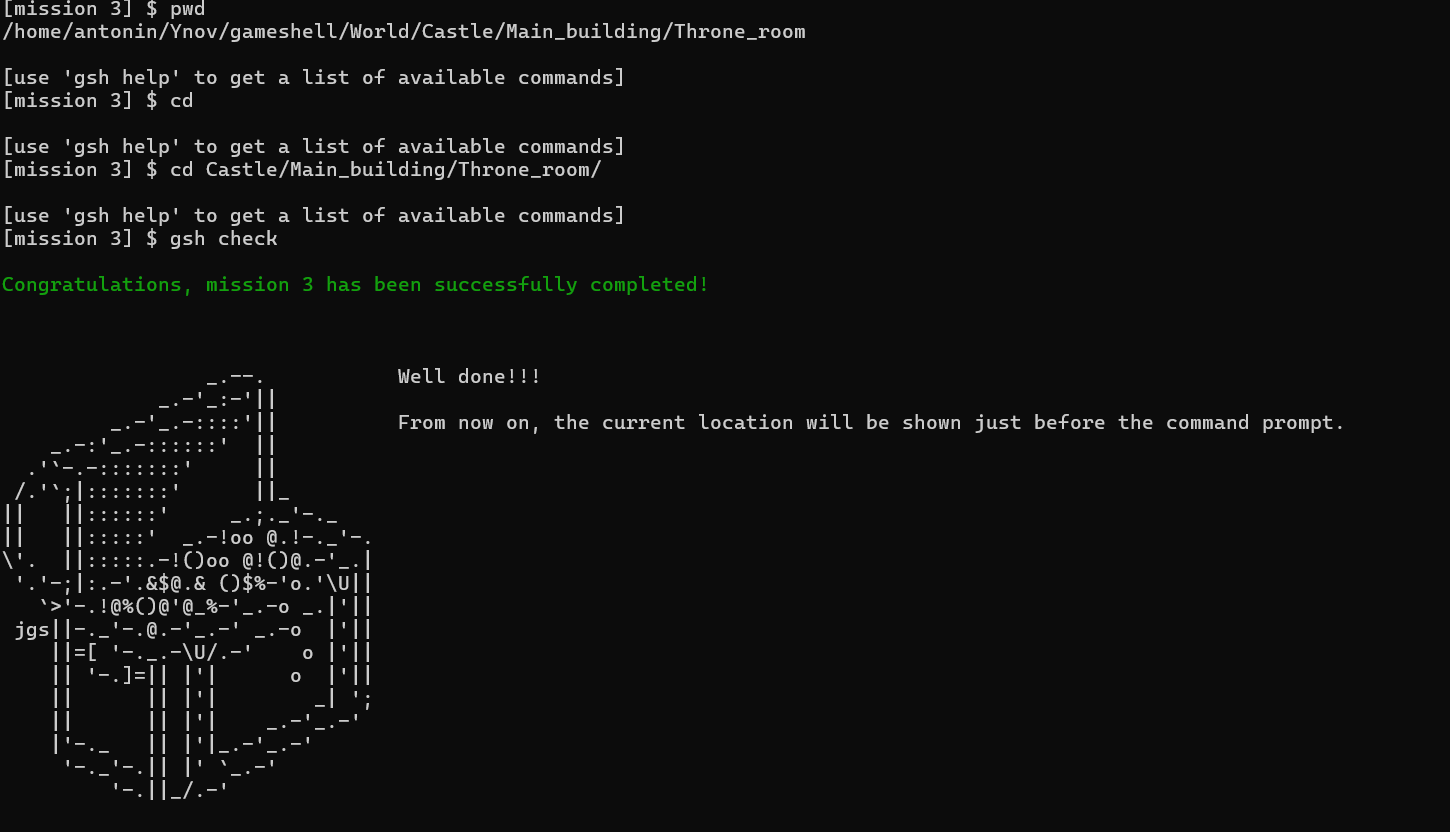 [mission 3] $ pwd
/home/antonin/Ynov/gameshell/World/Castle/Main_building/Throne_room
[use 'gsh help' to get a list of available commands]
[mission 3] $ cd
[use 'gsh help' to get a list of available commands]
[mission 3] $ cd Castle/Main_building/Throne_room/
[use 'gsh help' to get a list of available commands]
[mission 3] $ gsh check
Congratulations, mission 3 has been successfully completed!
Well done!!!
From now on, the current location will be shown just before the command prompt.
jgs